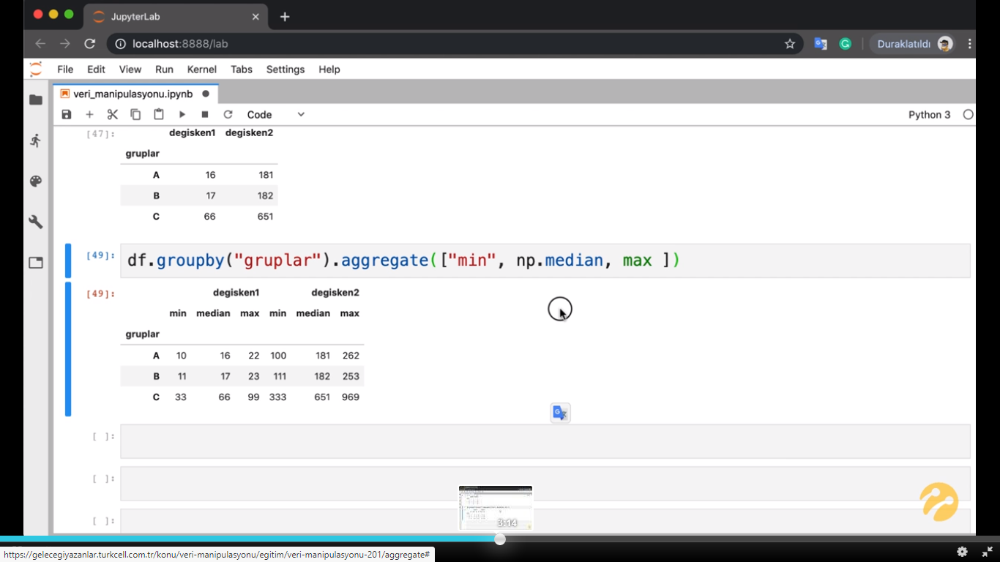 JupyterLab
localhost:8888/lab
Duraklatıldı
File Edit View Run Kernel Tabs Settings Help
veri_manipulasyonu.ipynb
Code
Python 3
[47]: degisken1 degisken2
gruplar
A 16 181
B 17 182
C 66 651
[49]: df.groupby("gruplar").aggregate(["min", np.median, max ])
[49]: degisken1 degisken2
min median max min median max
gruplar
A 10 16 22 100 181 262
B 11 17 23 111 182 253
C 33 66 99 333 651 969
[ ]:
[ ]:
[ ]:
3:14
https://gelecegiyazanlar.turkcell.com.tr/konu/veri-manipulasyonu/egitim/veri-manipulasyonu-201/aggregate#